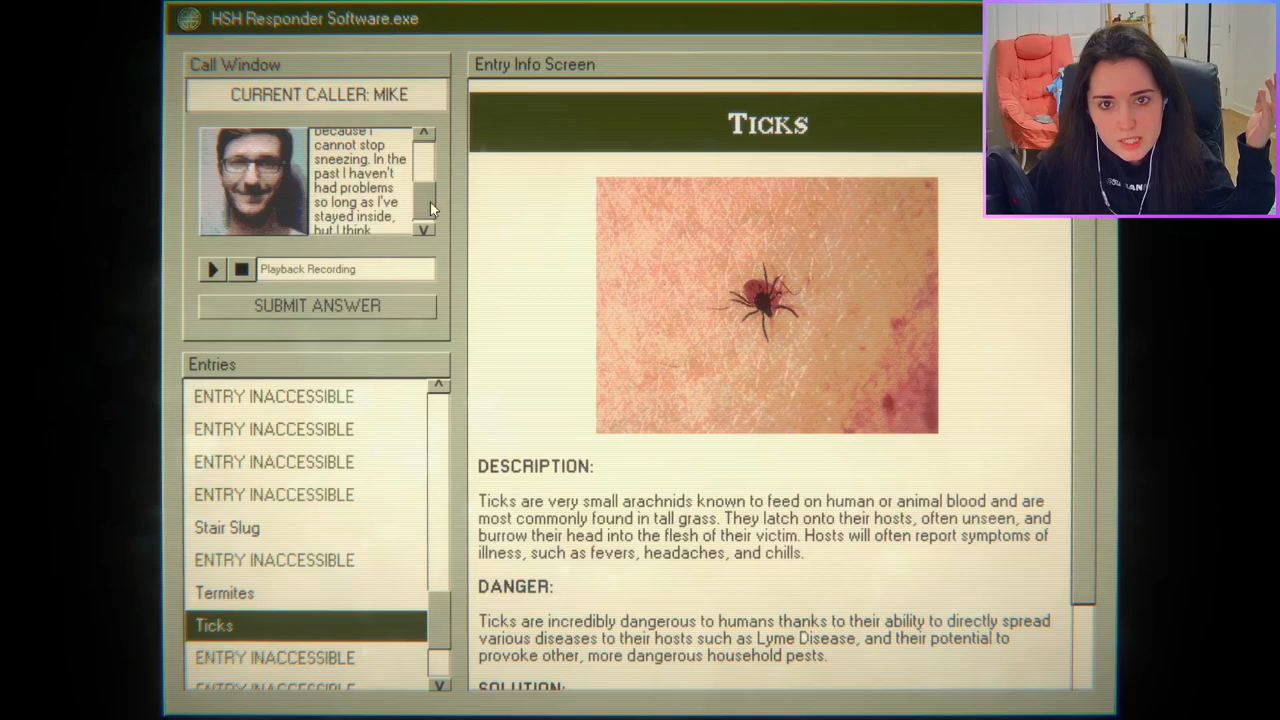 HSH Responder Software.exe
Call Window
CURRENT CALLER: MIKE
because I
cannot stop
sneezing. In the
past I haven't
had problems
so long as I've
stayed inside,
but I think
Playback Recording
SUBMIT ANSWER
Entries
ENTRY INACCESSIBLE
ENTRY INACCESSIBLE
ENTRY INACCESSIBLE
ENTRY INACCESSIBLE
Stair Slug
ENTRY INACCESSIBLE
Termites
Ticks
ENTRY INACCESSIBLE
ENTRY INACCESSIBLE
Entry Info Screen
Ticks
DESCRIPTION:
Ticks are very small arachnids known to feed on human or animal blood and are
most commonly found in tall grass. They latch onto their hosts, often unseen, and
burrow their head into the flesh of their victim. Hosts will often report symptoms of
illness, such as fevers, headaches, and chills.
DANGER:
Ticks are incredibly dangerous to humans thanks to their ability to directly spread
various diseases to their hosts such as Lyme Disease, and their potential to
provoke other, more dangerous household pests.
SOLUTION: